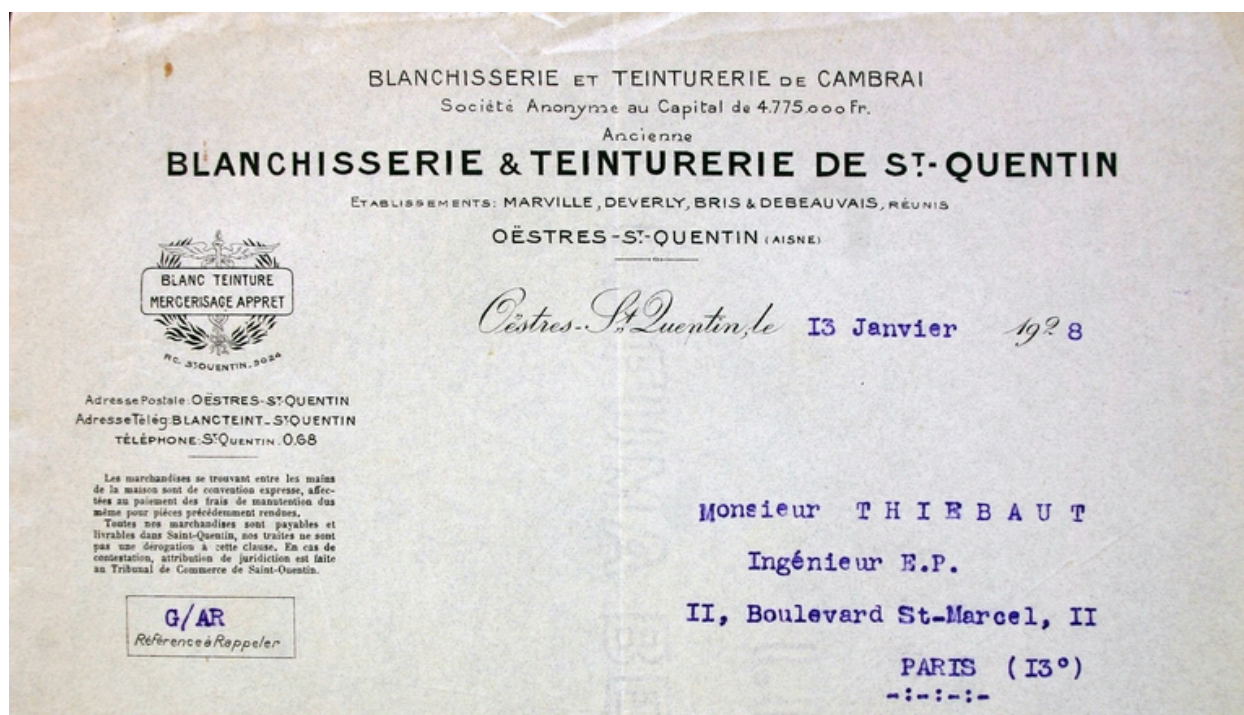 BLANCHISSERIE ET TEINTURERIE DE CAMBRAI
Société Anonyme au Capital de 4.775.000 Fr.
Ancienne
BLANCHISSERIE & TEINTURERIE DE ST-QUENTIN
ETABLISSEMENTS: MARVILLE, DEVERLY, BRIS & DEBEAUVAIS, RÉUNIS
OËSTRES-ST-QUENTIN (AISNE)
BLANC TEINTURE
MERCERISAGE APPRET
R.C. ST QUENTIN_5024
Oëstres-St Quentin, le I3 Janvier 192 8
Adresse Postale: OËSTRES-ST-QUENTIN
Adresse Télég: BLANCTEINT_ST QUENTIN
TÉLÉPHONE: ST QUENTIN. 0.68
Les marchandises se trouvant entre les mains
de la maison sont de convention expresse, affec-
tées au paiement des frais de manutention dus
même pour pièces précédemment rendues.
Toutes nos marchandises sont payables et
livrables dans Saint-Quentin, nos traites ne sont
pas une dérogation à cette clause. En cas de
contestation, attribution de juridiction est faite
au Tribunal de Commerce de Saint-Quentin.
G/AR
Référence à Rappeler
Monsieur T H I E B A U T
Ingénieur E.P.
II, Boulevard St-Marcel, II
PARIS (I3°)
-:-:-:-